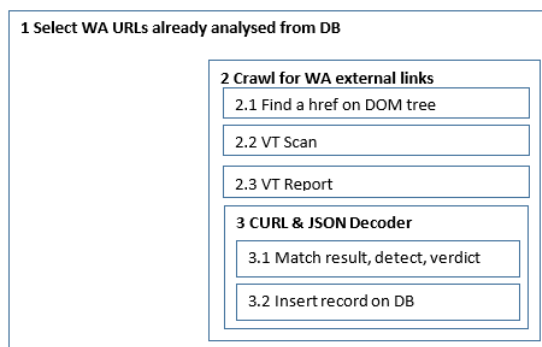 1 Select WA URLs already analysed from DB
2 Crawl for WA external links
2.1 Find a href on DOM tree
2.2 VT Scan
2.3 VT Report
3 CURL & JSON Decoder
3.1 Match result, detect, verdict
3.2 Insert record on DB